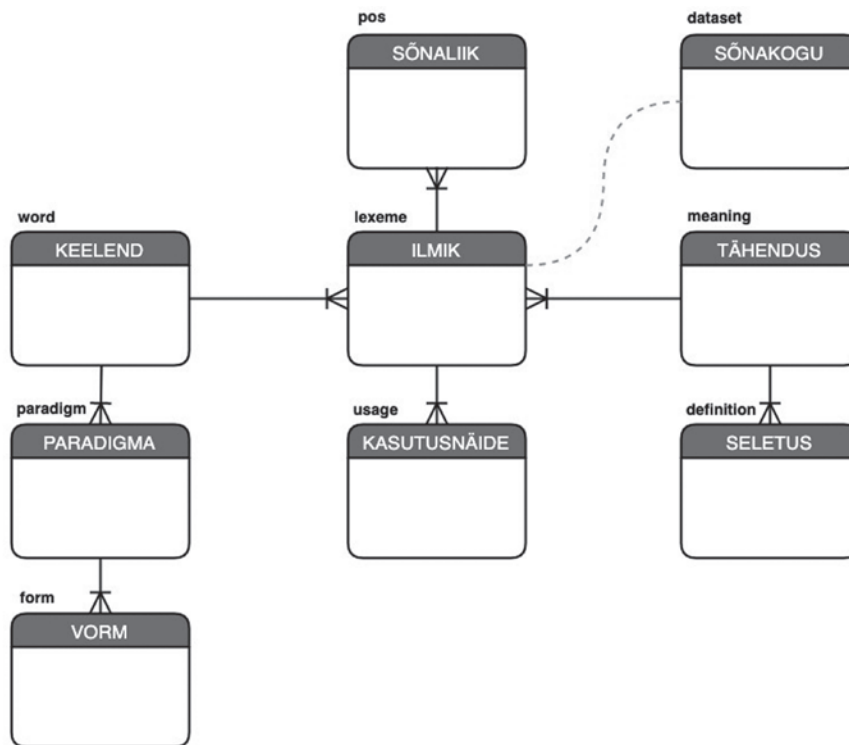 pos
SÕNALIIK
dataset
SÕNAKOGU
word
KEELEND
lexeme
ILMIK
meaning
TÄHENDUS
paradigm
PARADIGMA
usage
KASUTUSNÄIDE
definition
SELETUS
form
VORM